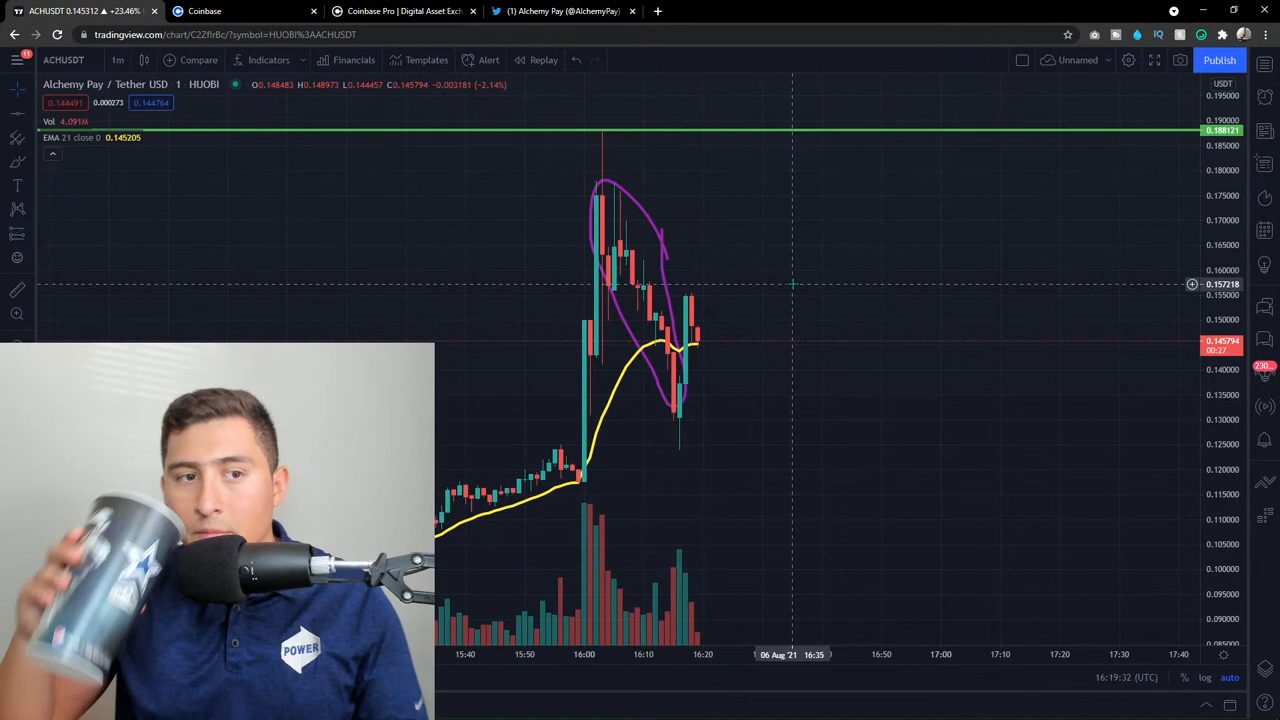 ACHUSDT 0.145312 ▲ +23.46%
Coinbase
Coinbase Pro | Digital Asset Exch
(1) Alchemy Pay (@AlchemyPay)
tradingview.com/chart/C2ZfIrBc/?symbol=HUOBI%3AACHUSDT
11
ACHUSDT
1m
Compare
Indicators
Financials
Templates
Alert
Replay
Unnamed
Publish
Alchemy Pay / Tether USD · 1 · HUOBI
O0.148483 H0.148973 L0.144457 C0.145794 -0.003181 (-2.14%)
0.144491
0.000273
0.144764
Vol 4.091M
EMA 21 close 0 0.145205
USDT
0.195000
0.190000
0.188121
0.185000
0.180000
0.175000
0.170000
0.165000
0.160000
0.157218
0.155000
0.150000
0.145794
00:27
0.140000
0.135000
0.130000
0.125000
0.120000
0.115000
0.110000
0.105000
0.100000
0.095000
0.090000
230...
POWER
15:40
15:50
16:00
16:10
16:20
06 Aug '21 16:35
16:50
17:00
17:10
17:20
17:30
17:40
16:19:32 (UTC)
%
log
auto